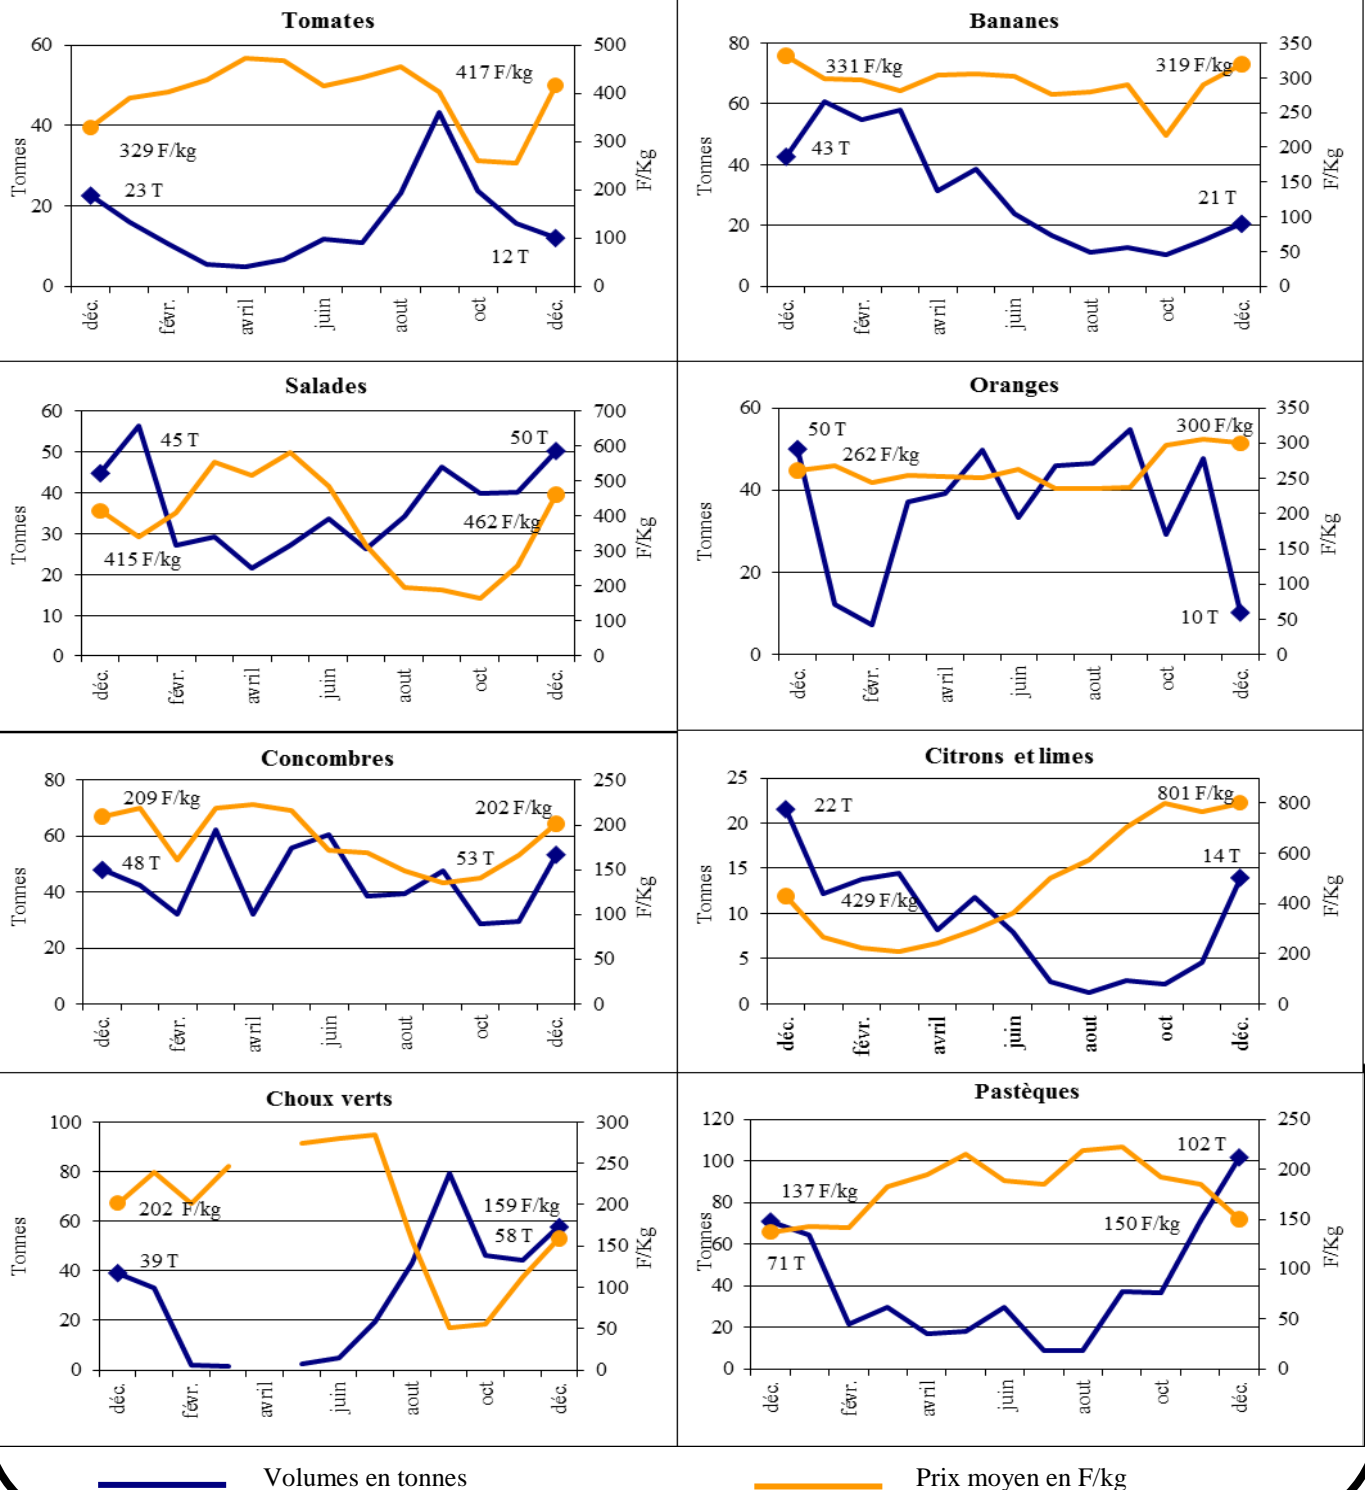 Tomates
60
40
20
0
500
400
300
200
100
0
Tonnes
F/Kg
329 F/kg
23 T
417 F/kg
12 T
déc.
févr.
avril
juin
aout
oct
déc.
Bananes
80
60
40
20
0
350
300
250
200
150
100
50
0
Tonnes
F/Kg
331 F/kg
43 T
319 F/kg
21 T
déc.
févr.
avril
juin
aout
oct
déc.
Salades
60
50
40
30
20
10
0
700
600
500
400
300
200
100
0
Tonnes
F/Kg
45 T
415 F/kg
50 T
462 F/kg
déc.
févr.
avril
juin
aout
oct
déc.
Oranges
60
40
20
0
350
300
250
200
150
100
50
0
Tonnes
F/Kg
50 T
262 F/kg
300 F/kg
10 T
déc.
févr.
avril
juin
aout
oct
déc.
Concombres
80
60
40
20
0
250
200
150
100
50
0
Tonnes
F/Kg
209 F/kg
48 T
202 F/kg
53 T
déc.
févr.
avril
juin
aout
oct
déc.
Citrons et limes
25
20
15
10
5
0
800
600
400
200
0
Tonnes
F/Kg
22 T
429 F/kg
801 F/kg
14 T
déc.
févr.
avril
juin
aout
oct
déc.
Choux verts
100
80
60
40
20
0
300
250
200
150
100
50
0
Tonnes
F/Kg
202 F/kg
39 T
159 F/kg
58 T
déc.
févr.
avril
juin
aout
oct
déc.
Pastèques
120
100
80
60
40
20
0
250
200
150
100
50
0
Tonnes
F/Kg
137 F/kg
71 T
102 T
150 F/kg
déc.
févr.
avril
juin
aout
oct
déc.
Volumes en tonnes
Prix moyen en F/kg